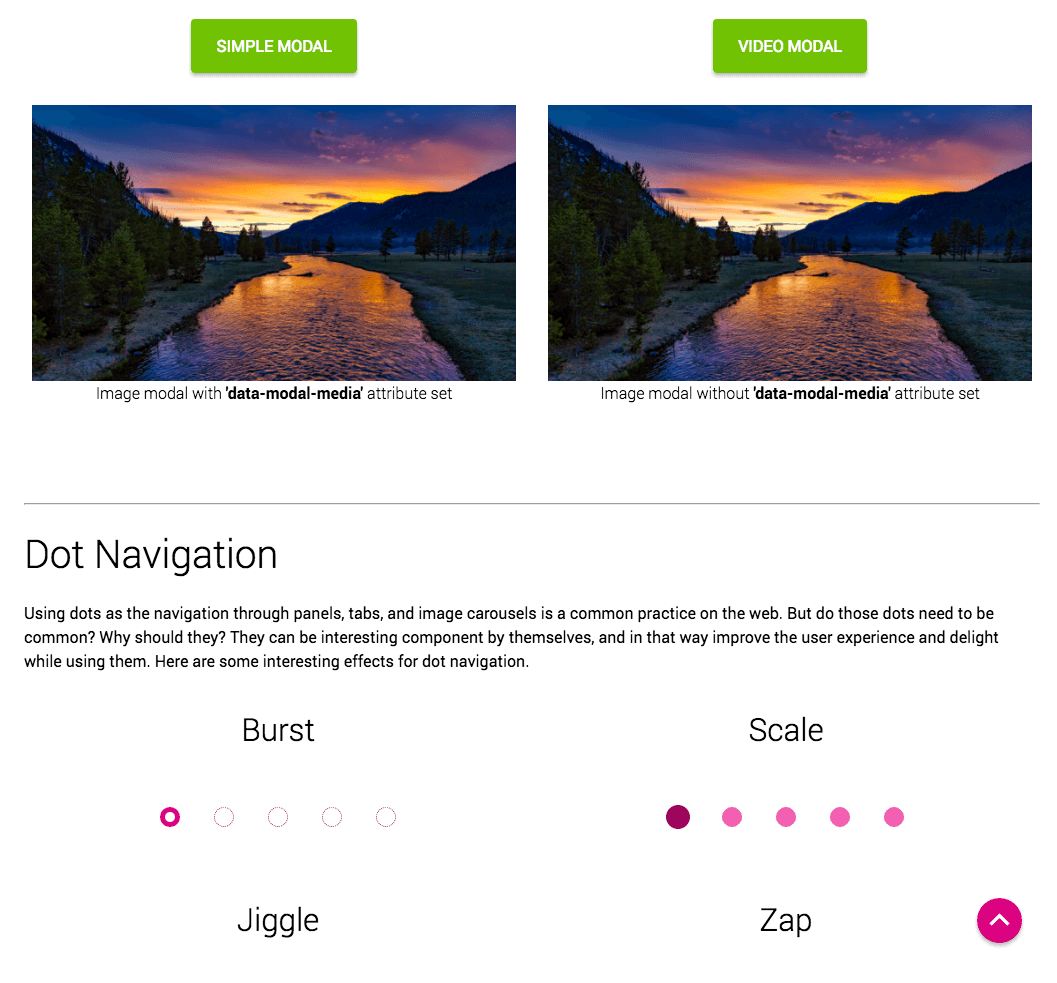 SIMPLE MODAL
VIDEO MODAL
Image modal with 'data-modal-media' attribute set
Image modal without 'data-modal-media' attribute set
Dot Navigation
Using dots as the navigation through panels, tabs, and image carousels is a common practice on the web. But do those dots need to be
common? Why should they? They can be interesting component by themselves, and in that way improve the user experience and delight
while using them. Here are some interesting effects for dot navigation.
Burst
Scale
Jiggle
Zap